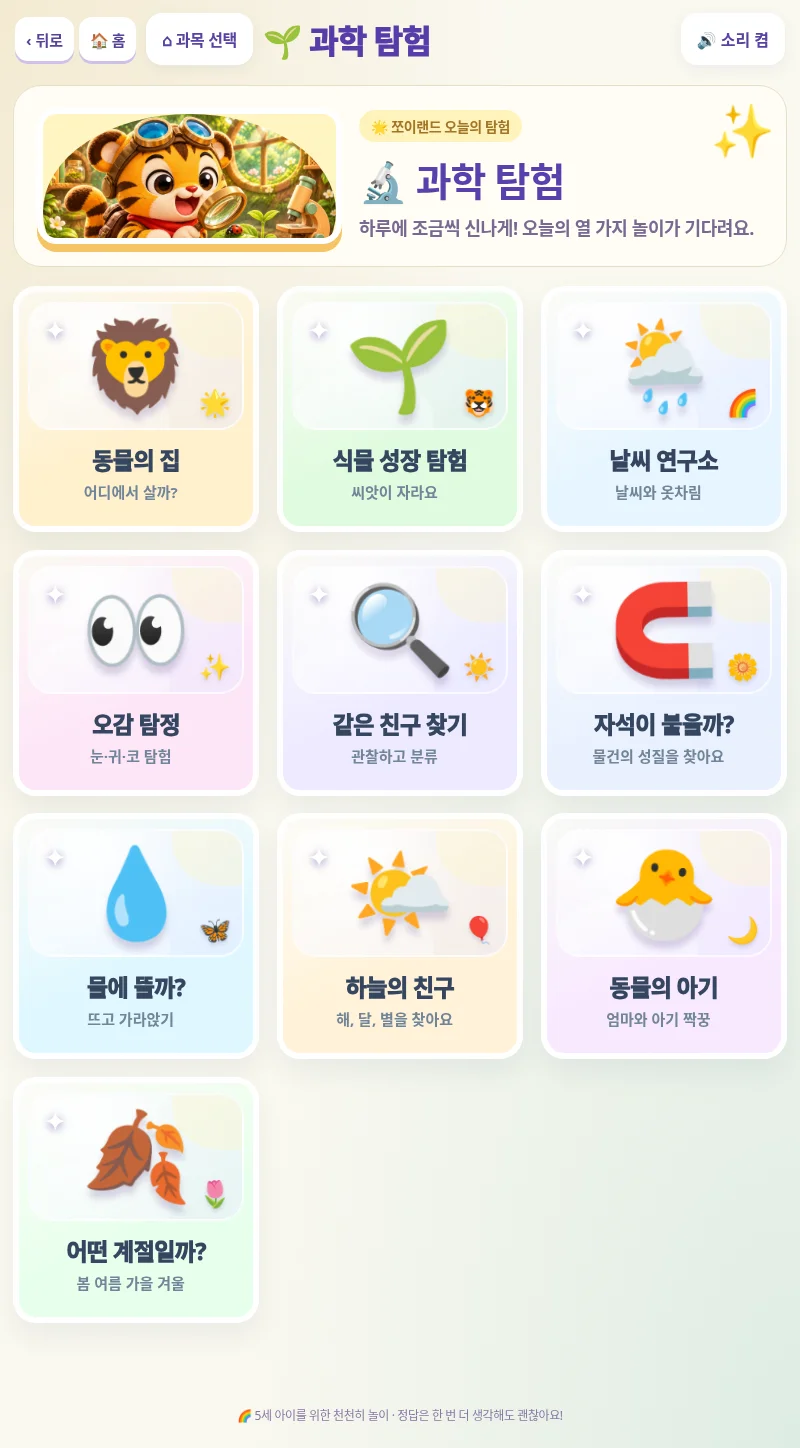 ‹ 뒤로
🏠 홈
⌂ 과목 선택
🌱 과학 탐험
🔊 소리 켬
🌟 쪼이랜드 오늘의 탐험
🔬 과학 탐험
하루에 조금씩 신나게! 오늘의 열 가지 놀이가 기다려요.
동물의 집
어디에서 살까?
식물 성장 탐험
씨앗이 자라요
날씨 연구소
날씨와 옷차림
오감 탐정
눈·귀·코 탐험
같은 친구 찾기
관찰하고 분류
자석이 붙을까?
물건의 성질을 찾아요
물에 뜰까?
뜨고 가라앉기
하늘의 친구
해, 달, 별을 찾아요
동물의 아기
엄마와 아기 짝꿍
어떤 계절일까?
봄 여름 가을 겨울
🌈 5세 아이를 위한 천천히 놀이 · 정답은 한 번 더 생각해도 괜찮아요!